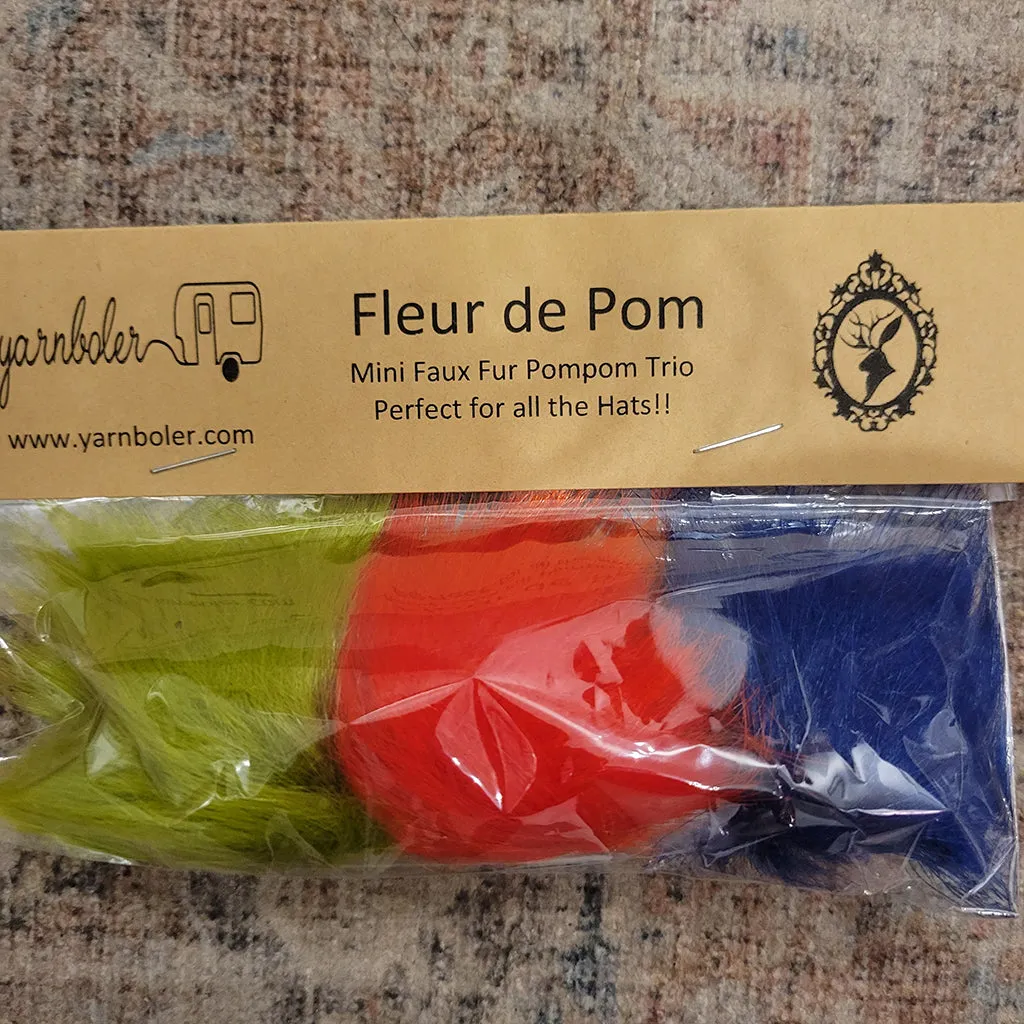 yarnboler
www.yarnboler.com
Fleur de Pom
Mini Faux Fur Pompom Trio
Perfect for all the Hats!!